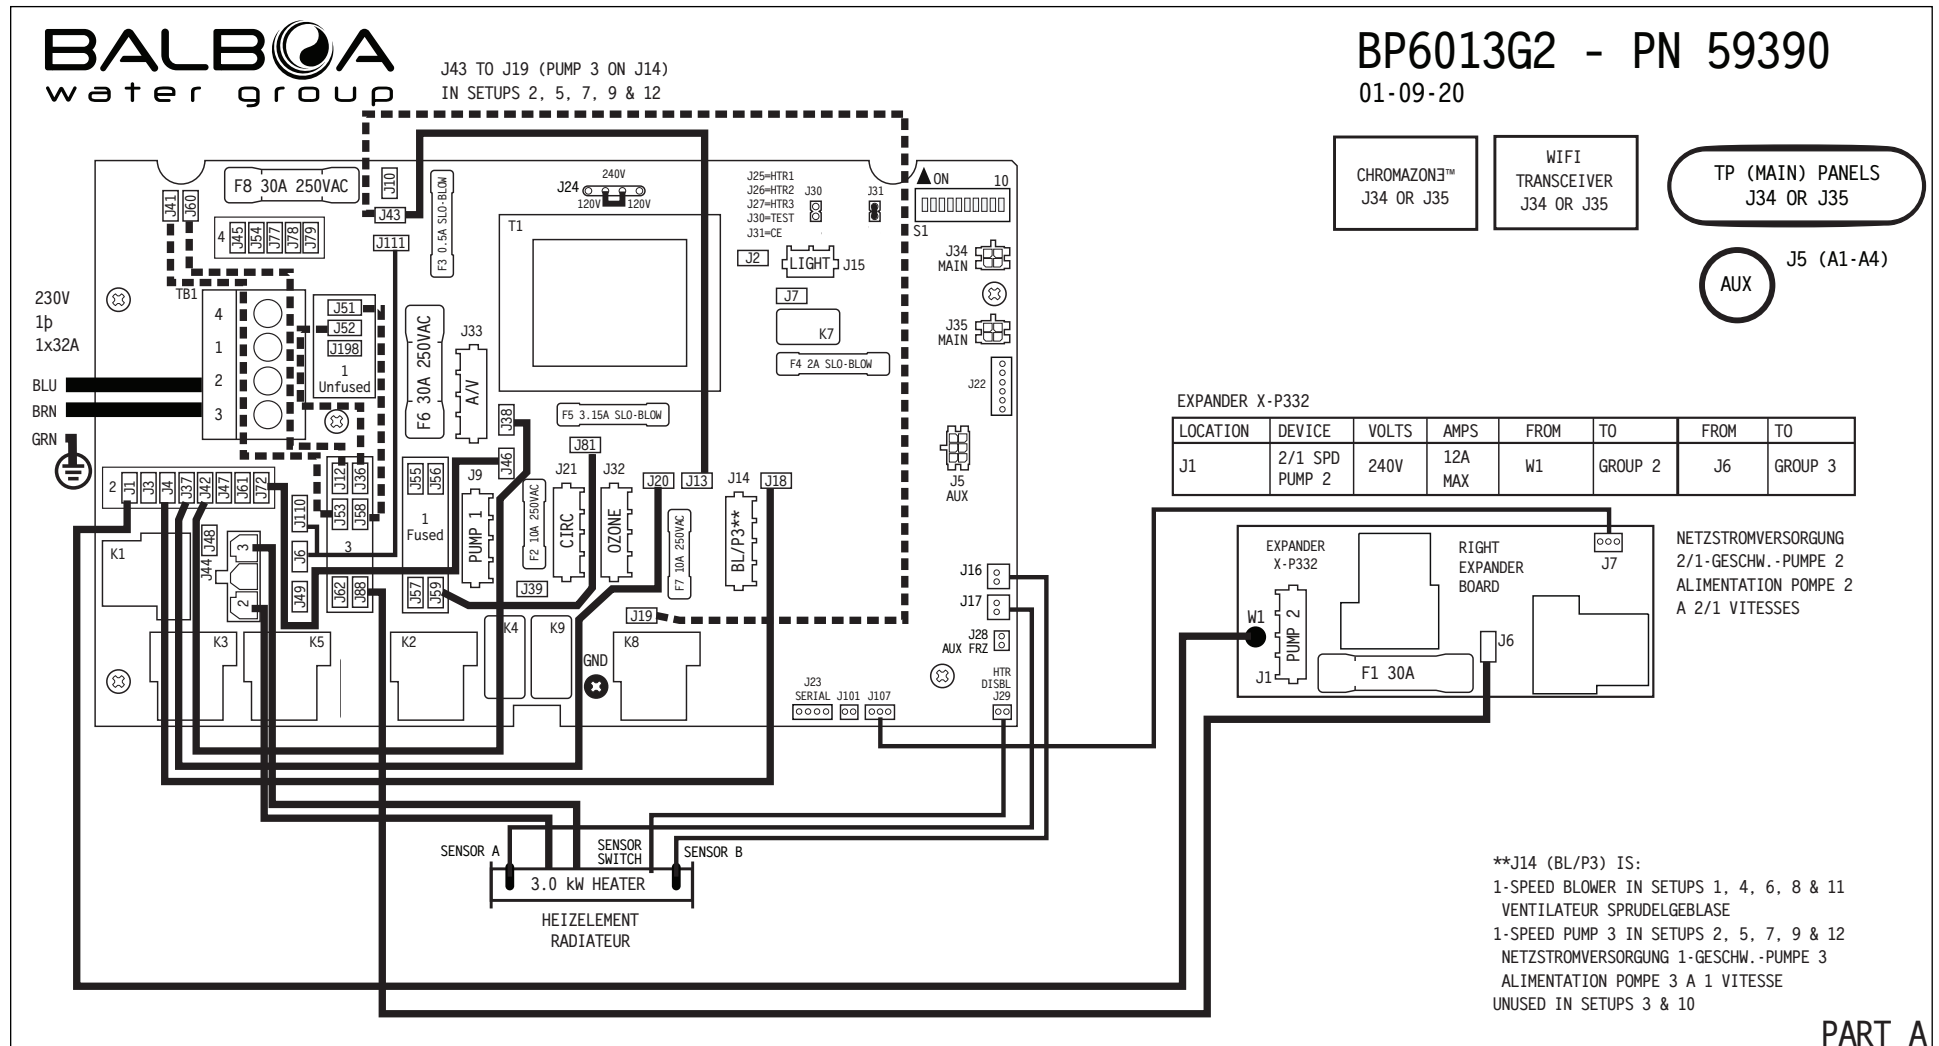 BALBOA
water group
J43 TO J19 (PUMP 3 ON J14)
IN SETUPS 2, 5, 7, 9 & 12
BP6013G2 - PN 59390
01-09-20
CHROMAZONE™
J34 OR J35
WIFI
TRANSCEIVER
J34 OR J35
TP (MAIN) PANELS
J34 OR J35
AUX
J5 (A1-A4)
J41
J60
F8 30A 250VAC
J10
J43
J111
F3 0.5A SLO-BLOW
J24
240V
120V 120V
J25=HTR1
J26=HTR2
J27=HTR3
J30=TEST
J31=CE
J30
J31
ON
10
S1
4
J45
J54
J77
J78
J79
T1
J2
LIGHT
J15
J34
MAIN
J7
K7
J35
MAIN
F4 2A SLO-BLOW
J22
230V
1þ
1x32A
BLU
BRN
GRN
TB1
4
1
2
3
J51
J52
J198
1
Unfused
F6 30A 250VAC
J33
A/V
J38
F5 3.15A SLO-BLOW
J81
J46
J5
AUX
2
J1
J3
J4
J37
J42
J47
J61
J72
J110
J12
J36
J53
J58
3
J6
J49
J62
J88
J55
J56
1
Fused
J57
J59
J9
PUMP 1
F2 10A 250VAC
J21
CIRC
J32
OZONE
J39
J20
J13
F7 10A 250VAC
J14
BL/P3**
J18
J19
K1
J48
J44
3
2
K3
K5
K2
K4
K9
GND
K8
J16
J17
J28
AUX FRZ
HTR
DISBL
J29
J23
SERIAL
J101
J107
EXPANDER X-P332
LOCATION DEVICE VOLTS AMPS FROM TO FROM TO
J1 2/1 SPD PUMP 2 240V 12A MAX W1 GROUP 2 J6 GROUP 3
EXPANDER
X-P332
RIGHT
EXPANDER
BOARD
J7
W1
PUMP 2
J1
F1 30A
J6
NETZSTROMVERSORGUNG
2/1-GESCHW.-PUMPE 2
ALIMENTATION POMPE 2
A 2/1 VITESSES
SENSOR A
SENSOR
SWITCH
SENSOR B
3.0 kW HEATER
HEIZELEMENT
RADIATEUR
**J14 (BL/P3) IS:
1-SPEED BLOWER IN SETUPS 1, 4, 6, 8 & 11
VENTILATEUR SPRUDELGEBLASE
1-SPEED PUMP 3 IN SETUPS 2, 5, 7, 9 & 12
NETZSTROMVERSORGUNG 1-GESCHW.-PUMPE 3
ALIMENTATION POMPE 3 A 1 VITESSE
UNUSED IN SETUPS 3 & 10
PART A